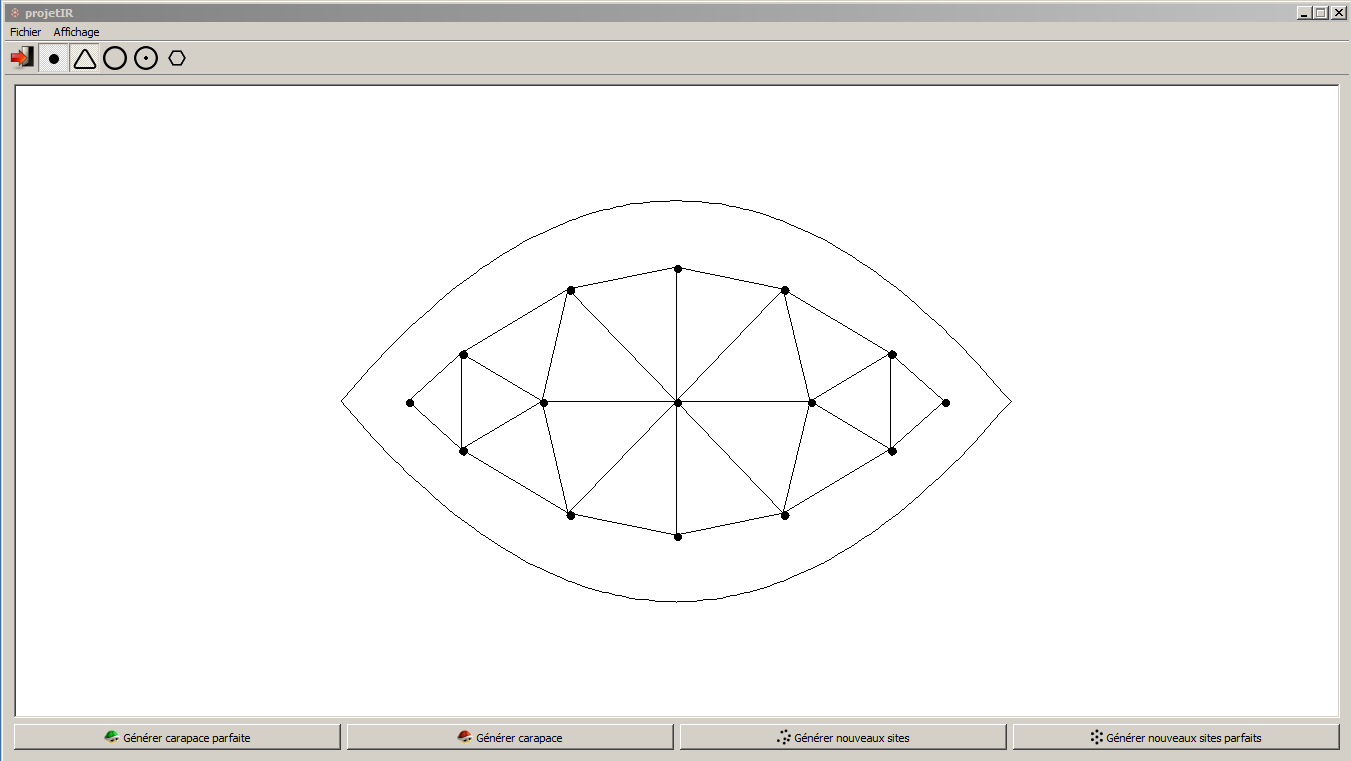 projetIR
Fichier Affichage
Générer carapace parfaite Générer carapace Générer nouveaux sites Générer nouveaux sites parfaits